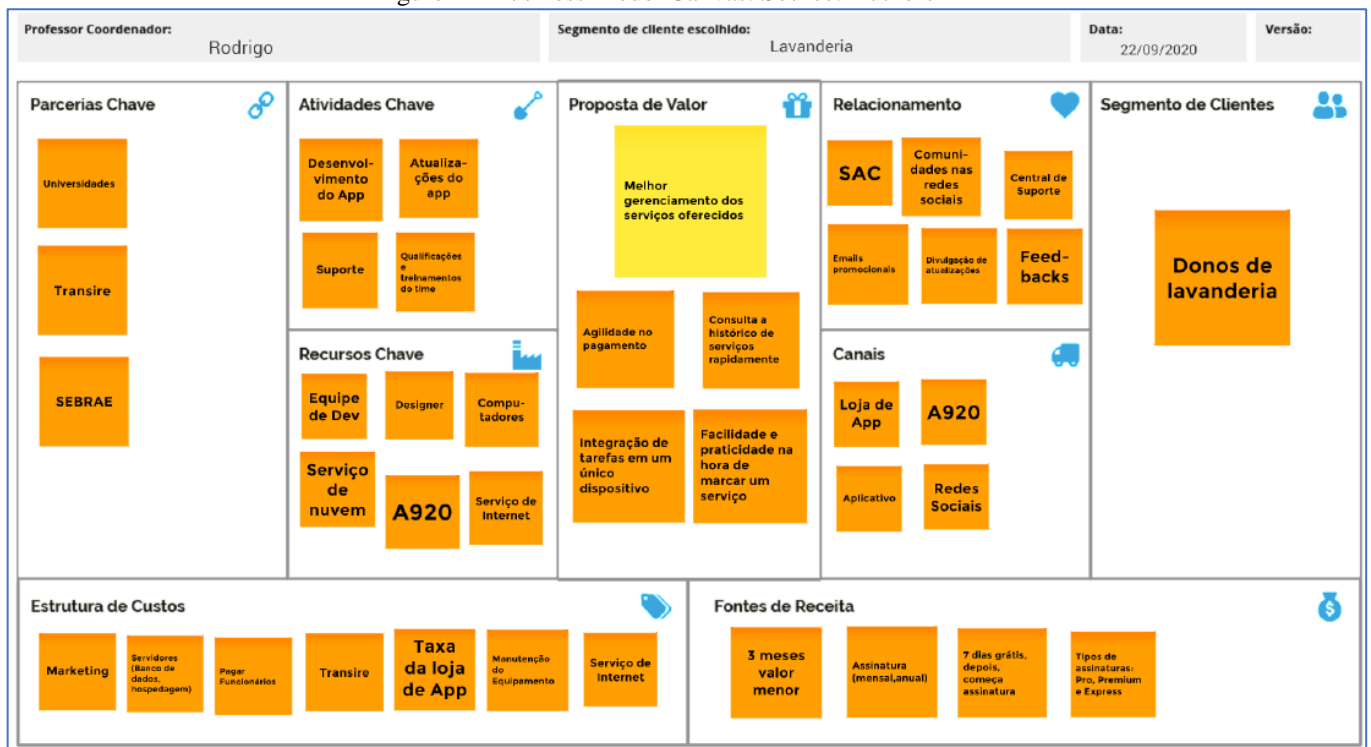 Professor Coordenador:
Rodrigo
Segmento de cliente escolhido:
Lavanderia
Data:
22/09/2020
Versão:
Parcerias Chave
Universidades
Transire
SEBRAE
Atividades Chave
Desenvol-
vimento
do App
Atualiza-
ções do
app
Suporte
Qualificações
e
treinamentos
do time
Recursos Chave
Equipe
de Dev
Designer
Compu-
tadores
Serviço
de
nuvem
A920
Serviço de
Internet
Proposta de Valor
Melhor
gerenciamento dos
serviços oferecidos
Agilidade no
pagamento
Consulta a
histórico de
serviços
rapidamente
Integração de
tarefas em um
único
dispositivo
Facilidade e
praticidade na
hora de
marcar um
serviço
Relacionamento
SAC
Comuni-
dades nas
redes
sociais
Central de
Suporte
Emails
promocionais
Divulgação de
atualizações
Feed-
backs
Canais
Loja de
App
A920
Aplicativo
Redes
Sociais
Segmento de Clientes
Donos de
lavanderia
Estrutura de Custos
Marketing
Servidores
(Banco de
dados,
hospedagem)
Pagar
Funcionários
Transire
Taxa
da loja
de App
Manutenção
do
Equipamento
Serviço de
Internet
Fontes de Receita
3 meses
valor
menor
Assinatura
(mensal,anual)
7 dias grátis,
depois,
começa
assinatura
Tipos de
assinaturas:
Pro, Premium
e Express